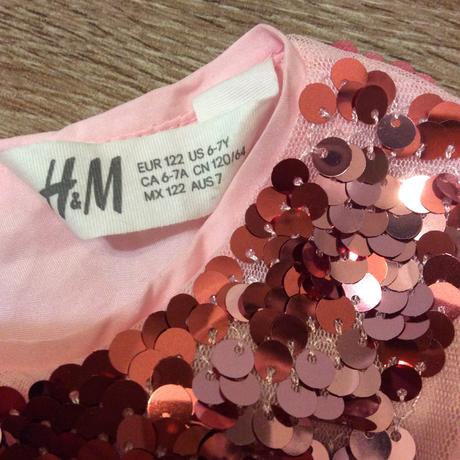 H&M
EUR 122 US 6-7Y
CA 6-7A CN 120/64
MX 122 AUS 7